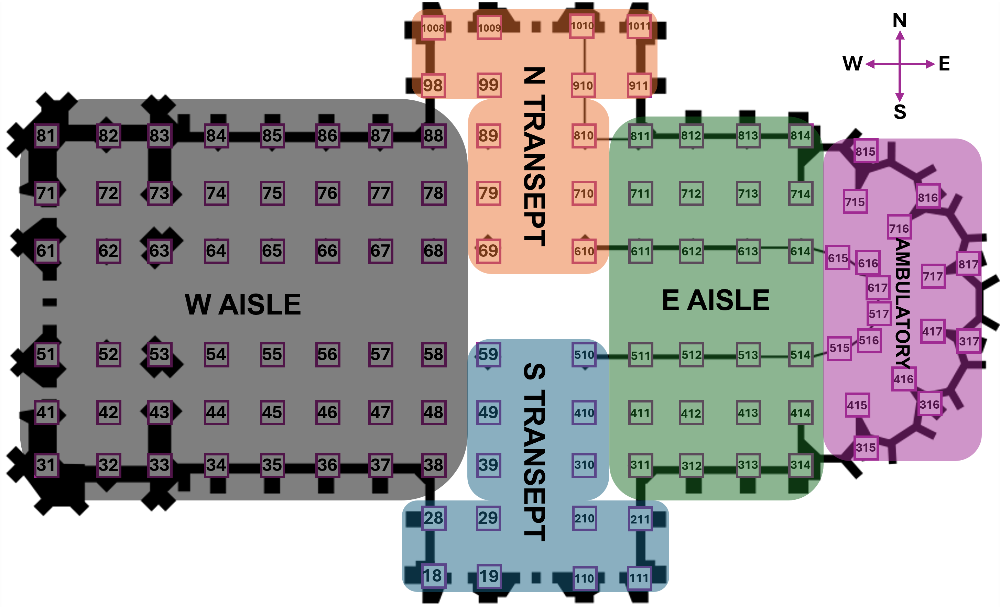 N
W E
S
1008 1009 1010 1011
98 99 910 911
N TRANSEPT
81 82 83 84 85 86 87 88 89 810 811 812 813 814 815
71 72 73 74 75 76 77 78 79 710 711 712 713 714 715 816
716
61 62 63 64 65 66 67 68 69 610 611 612 613 614 615 616 817
717
617
W AISLE
E AISLE
AMBULATORY
517
417
516 317
51 52 53 54 55 56 57 58 59 510 511 512 513 514 515
416
S TRANSEPT
41 42 43 44 45 46 47 48 49 410 411 412 413 414 415 316
31 32 33 34 35 36 37 38 39 310 311 312 313 314 315
28 29 210 211
18 19 110 111